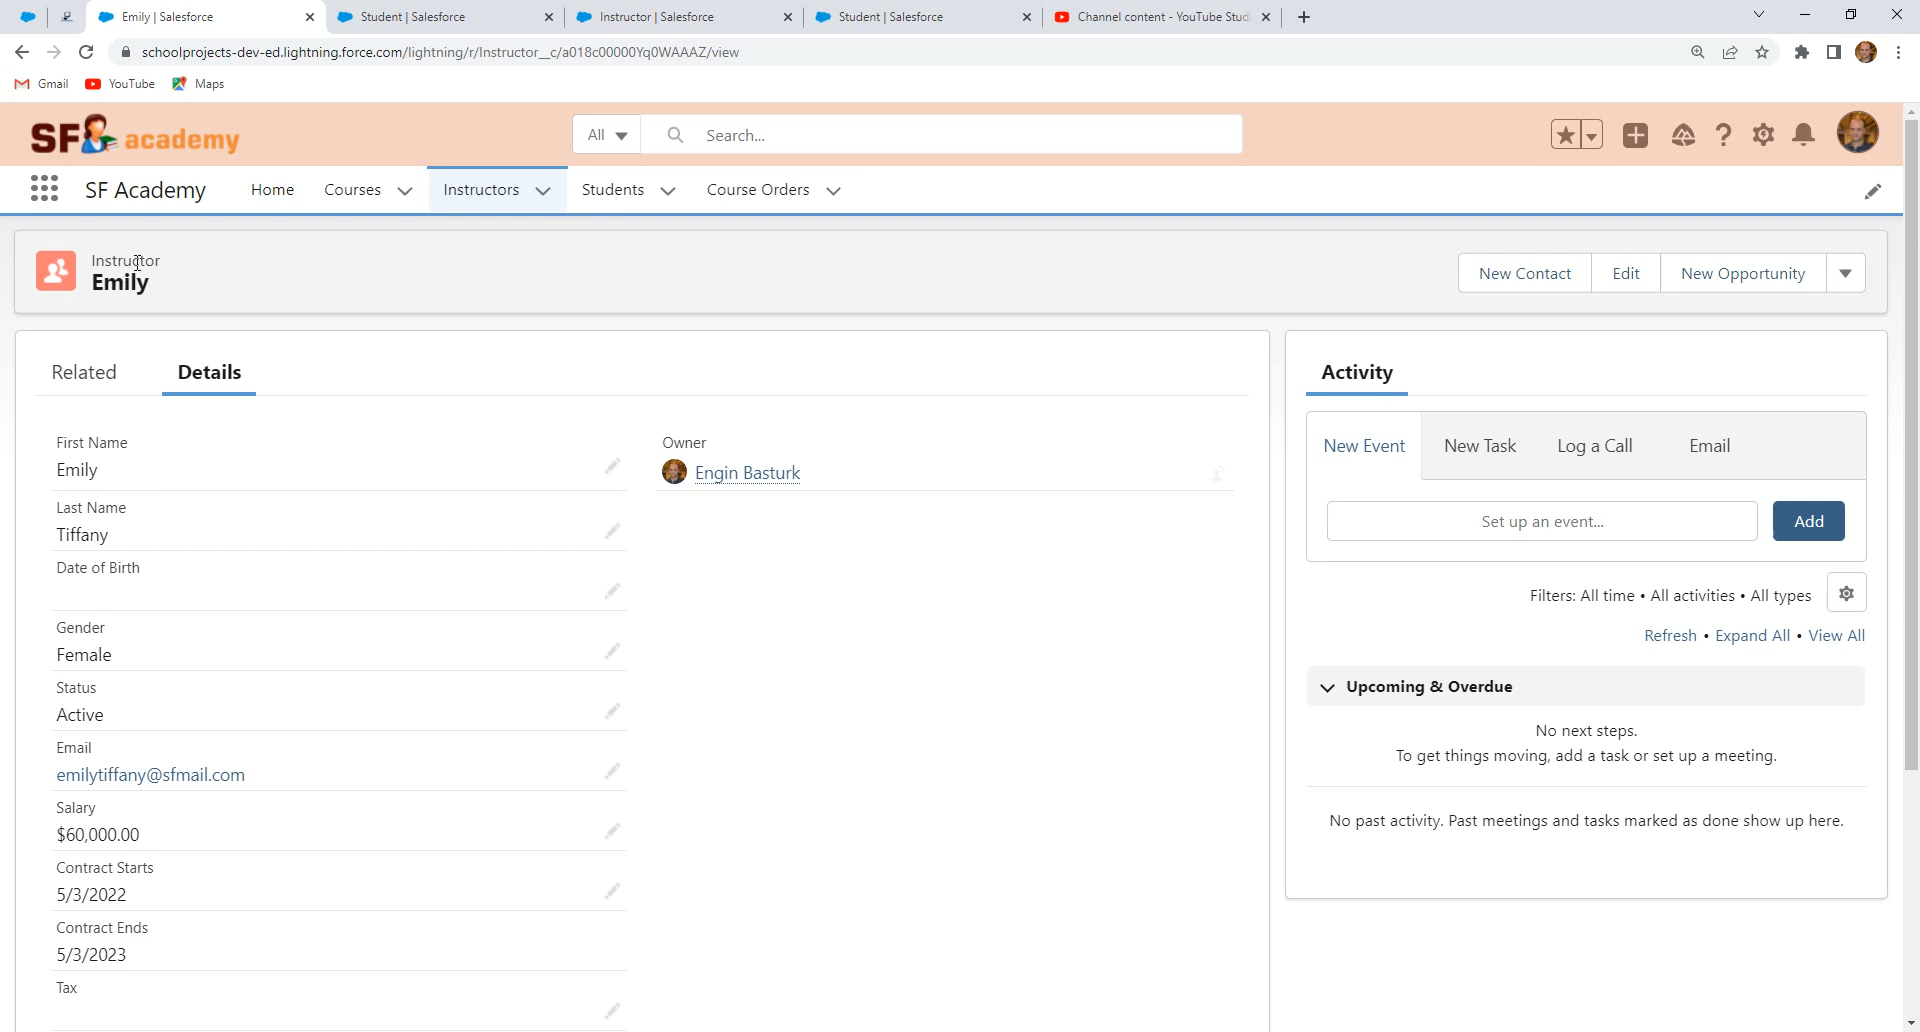 Emily | Salesforce
Student | Salesforce
Instructor | Salesforce
Student | Salesforce
Channel content - YouTube Stud
schoolprojects-dev-ed.lightning.force.com/lightning/r/Instructor__c/a018c00000Yq0WAAAZ/view
Gmail
YouTube
Maps
SF academy
All
Search...
SF Academy
Home
Courses
Instructors
Students
Course Orders
Instructor
Emily
New Contact
Edit
New Opportunity
Related
Details
First Name
Emily
Last Name
Tiffany
Date of Birth
Gender
Female
Status
Active
Email
emilytiffany@sfmail.com
Salary
$60,000.00
Contract Starts
5/3/2022
Contract Ends
5/3/2023
Tax
Owner
Engin Basturk
Activity
New Event
New Task
Log a Call
Email
Set up an event...
Add
Filters: All time • All activities • All types
Refresh • Expand All • View All
Upcoming & Overdue
No next steps.
To get things moving, add a task or set up a meeting.
No past activity. Past meetings and tasks marked as done show up here.